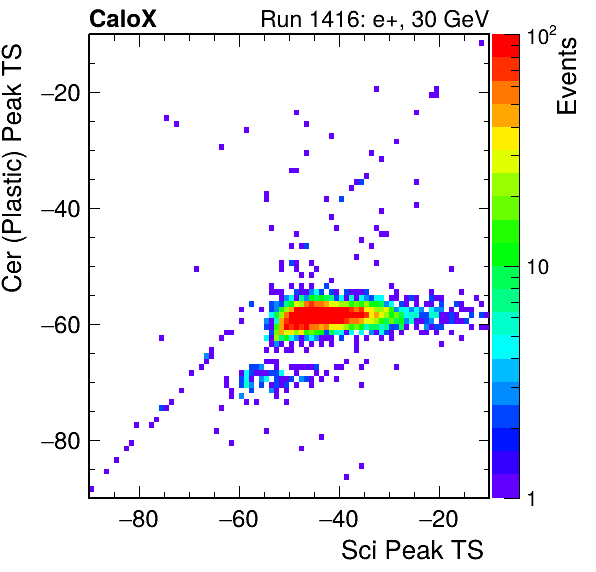 CaloX Run 1416: e+, 30 GeV
Cer (Plastic) Peak TS
−20
−40
−60
−80
−80 −60 −40 −20
Sci Peak TS
10²
10
1
Events